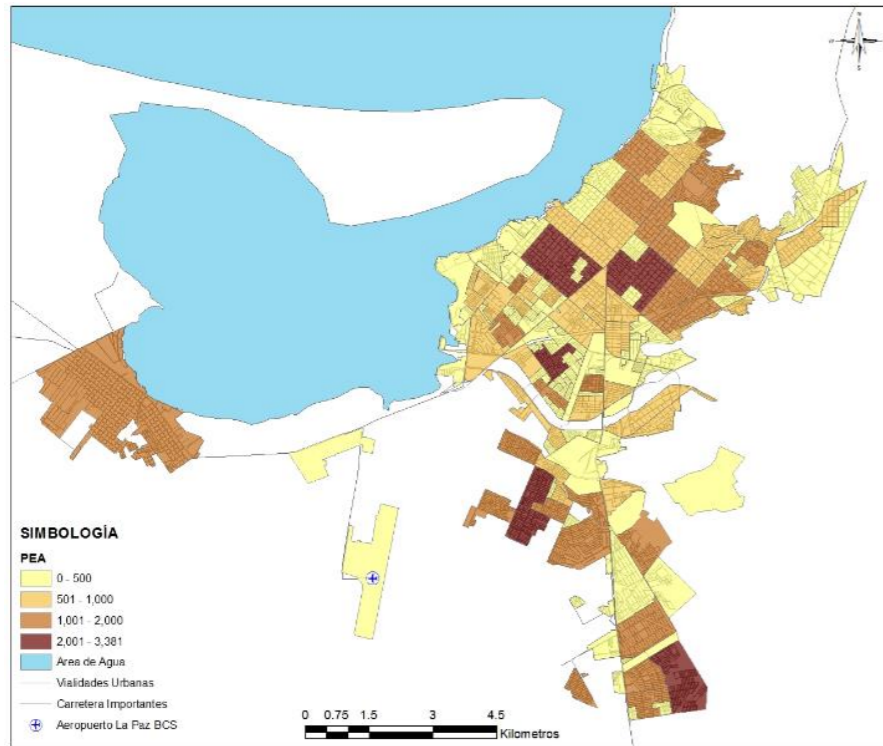 SIMBOLOGÍA
PEA
0 - 500
501 - 1,000
1,001 - 2,000
2,001 - 3,381
Area de Agua
Vialidades Urbanas
Carretera Importantes
Aeropuerto La Paz BCS
0 0.75 1.5 3 4.5
Kilometros